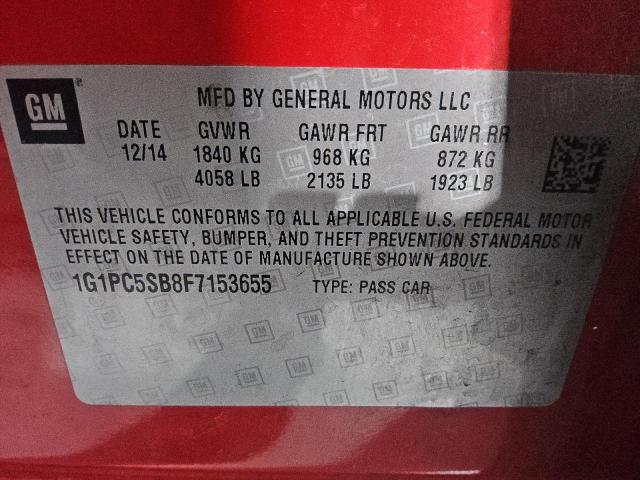 GM
MFD BY GENERAL MOTORS LLC
DATE GVWR GAWR FRT GAWR RR
12/14 1840 KG 968 KG 872 KG
4058 LB 2135 LB 1923 LB
THIS VEHICLE CONFORMS TO ALL APPLICABLE U.S. FEDERAL MOTOR
VEHICLE SAFETY, BUMPER, AND THEFT PREVENTION STANDARDS IN
EFFECT ON THE DATE OF MANUFACTURE SHOWN ABOVE.
1G1PC5SB8F7153655 TYPE: PASS CAR